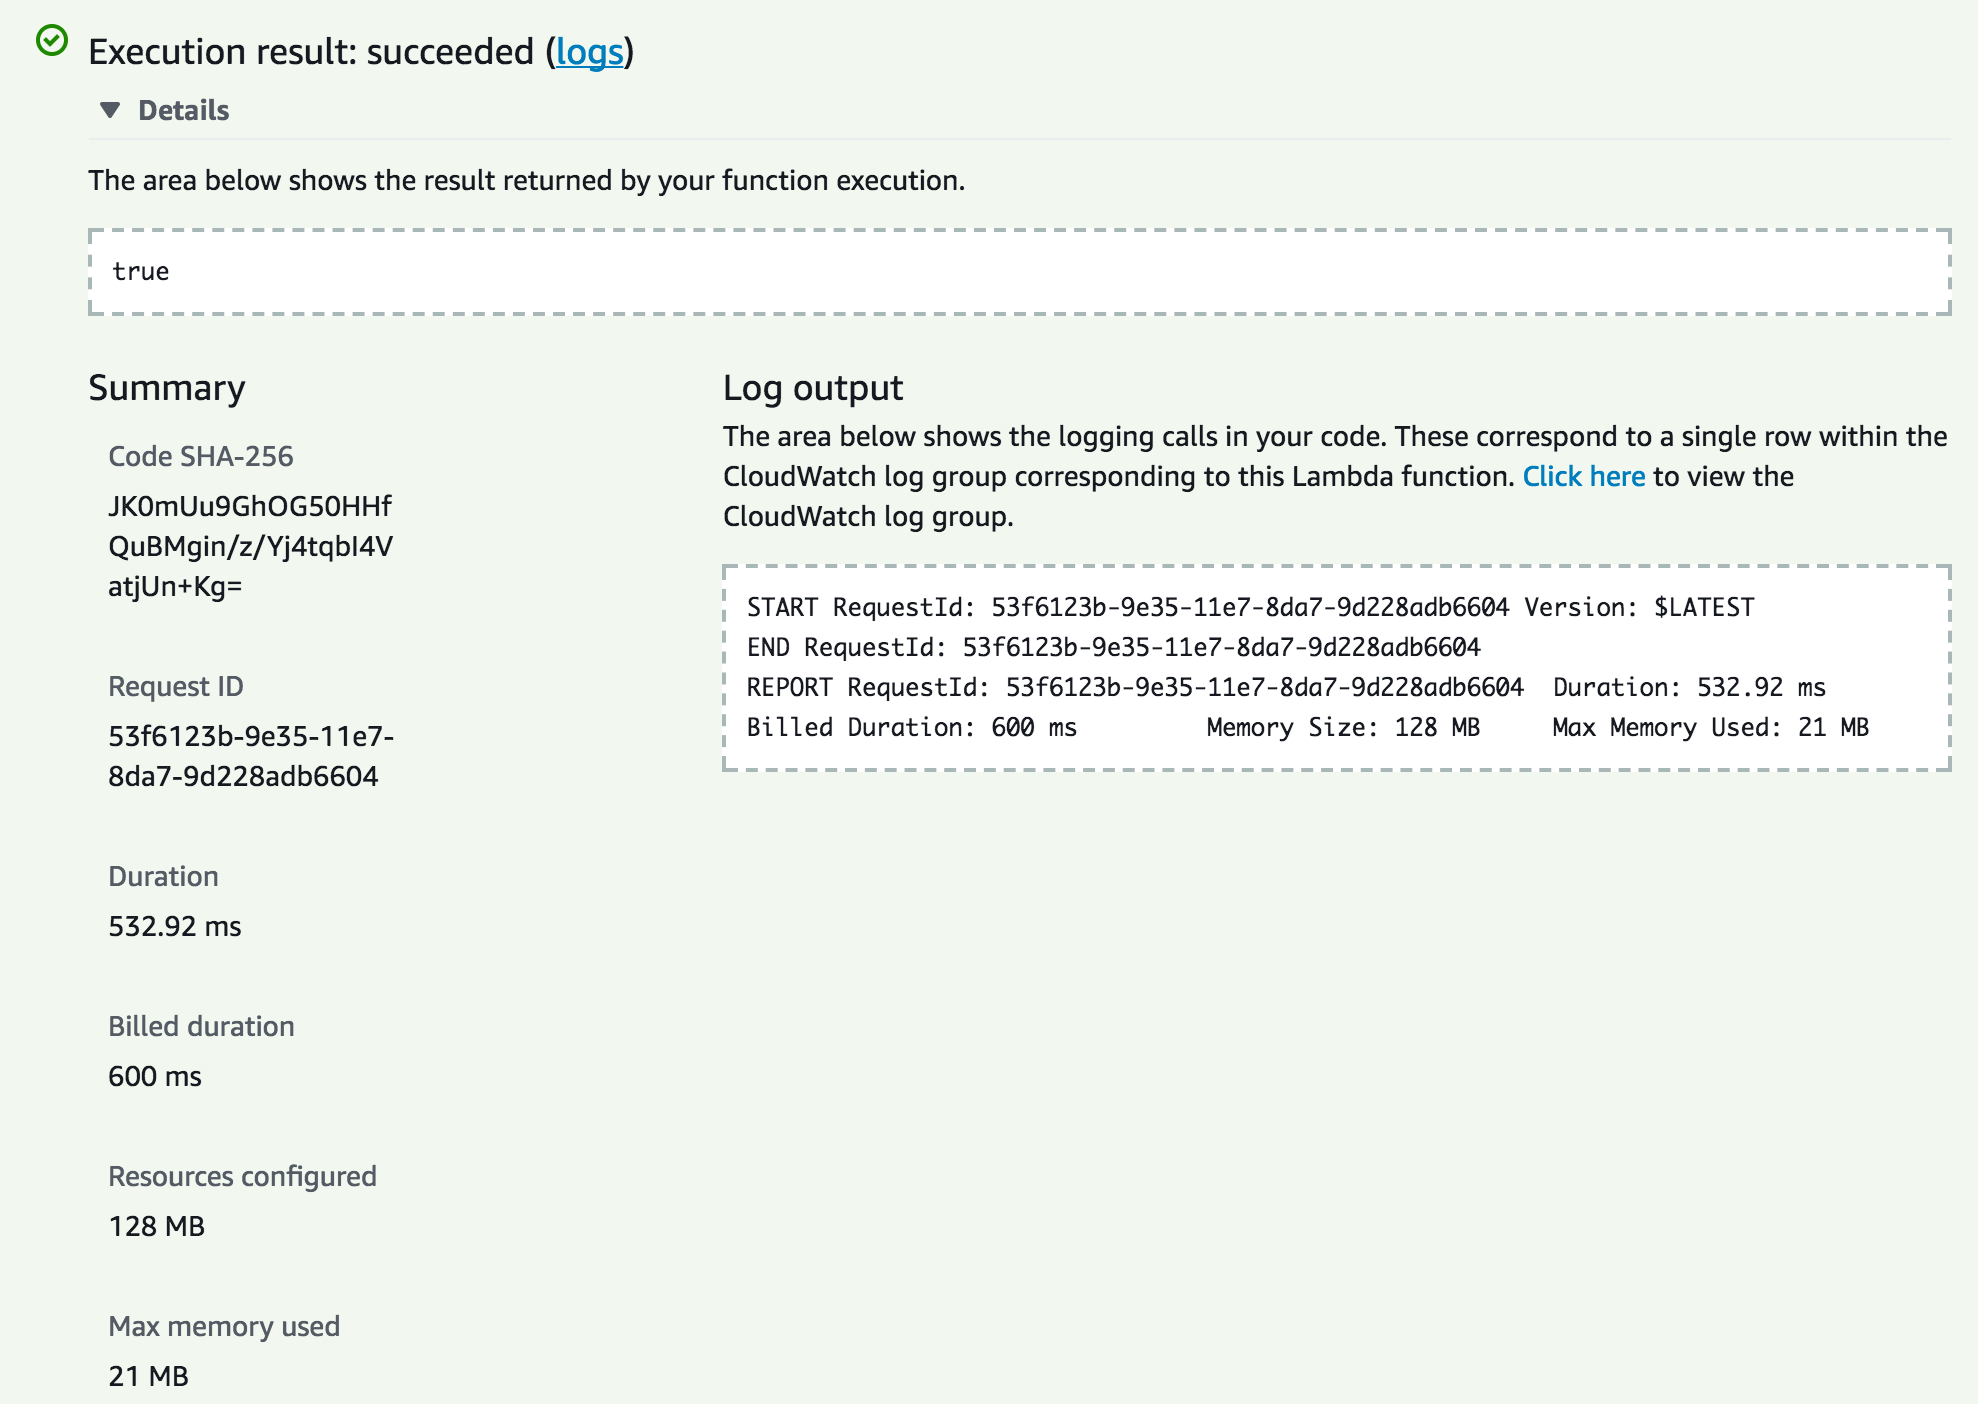 Execution result: succeeded (logs)
Details
The area below shows the result returned by your function execution.
true
Summary
Code SHA-256
JK0mUu9GhOG50HHf
QuBMgin/z/Yj4tqbI4V
atjUn+Kg=
Request ID
53f6123b-9e35-11e7-
8da7-9d228adb6604
Duration
532.92 ms
Billed duration
600 ms
Resources configured
128 MB
Max memory used
21 MB
Log output
The area below shows the logging calls in your code. These correspond to a single row within the
CloudWatch log group corresponding to this Lambda function. Click here to view the
CloudWatch log group.
START RequestId: 53f6123b-9e35-11e7-8da7-9d228adb6604 Version: $LATEST
END RequestId: 53f6123b-9e35-11e7-8da7-9d228adb6604
REPORT RequestId: 53f6123b-9e35-11e7-8da7-9d228adb6604 Duration: 532.92 ms
Billed Duration: 600 ms Memory Size: 128 MB Max Memory Used: 21 MB